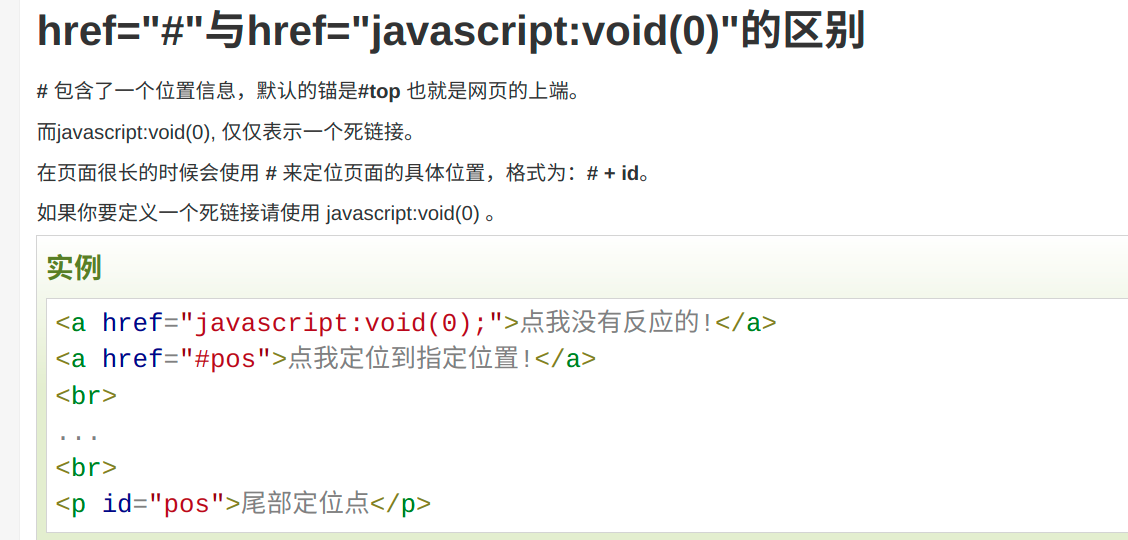 href="#"与href="javascript:void(0)"的区别
# 包含了一个位置信息，默认的锚是#top 也就是网页的上端。
而javascript:void(0), 仅仅表示一个死链接。
在页面很长的时候会使用 # 来定位页面的具体位置，格式为：# + id。
如果你要定义一个死链接请使用 javascript:void(0) 。
实例
<a href="javascript:void(0);">点我没有反应的!</a>
<a href="#pos">点我定位到指定位置!</a>
<br>
...
<br>
<p id="pos">尾部定位点</p>